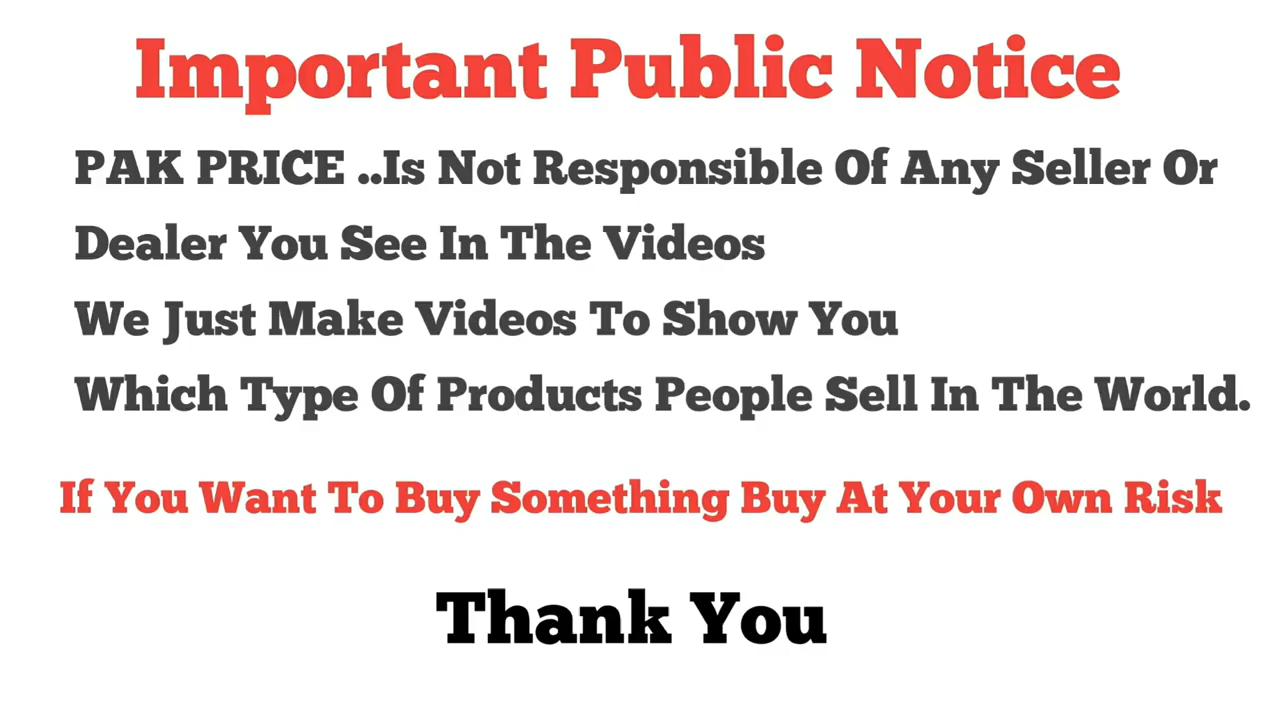 Important Public Notice
PAK PRICE ..Is Not Responsible Of Any Seller Or
Dealer You See In The Videos
We Just Make Videos To Show You
Which Type Of Products People Sell In The World.
If You Want To Buy Something Buy At Your Own Risk
Thank You